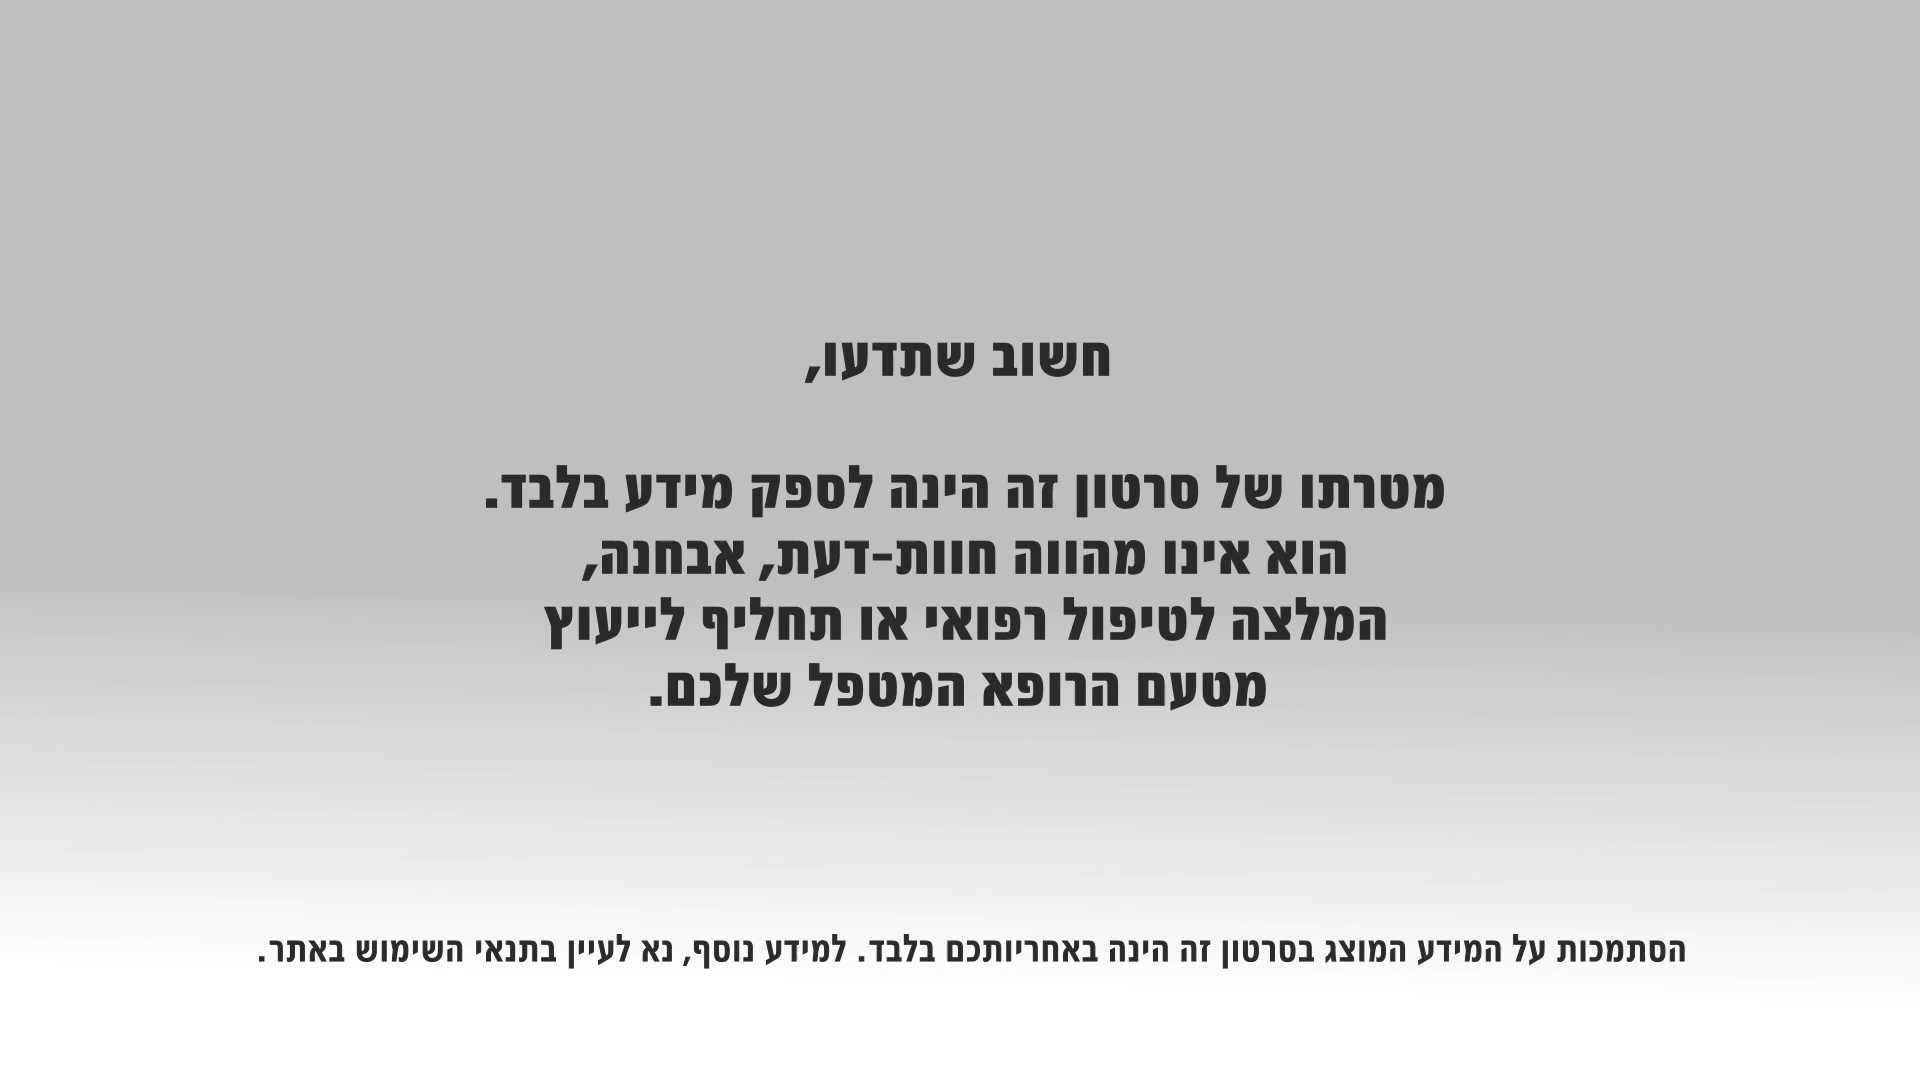 חשוב שתדעו,
מטרתו של סרטון זה הינה לספק מידע בלבד.
הוא אינו מהווה חוות-דעת, אבחנה,
המלצה לטיפול רפואי או תחליף לייעוץ
מטעם הרופא המטפל שלכם.
הסתמכות על המידע המוצג בסרטון זה הינה באחריותכם בלבד. למידע נוסף, נא לעיין בתנאי השימוש באתר.